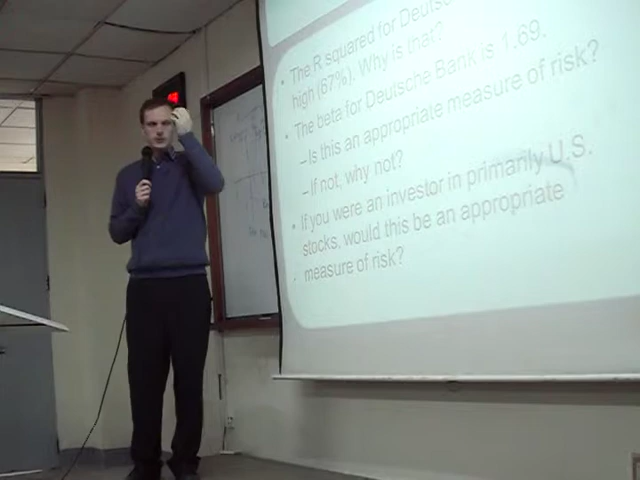 The R squared for Deutsc
high (67%). Why is that?
The beta for Deutsche Bank is 1.69.
–Is this an appropriate measure of risk?
–If not, why not?
If you were an investor in primarily U.S.
stocks, would this be an appropriate
measure of risk?